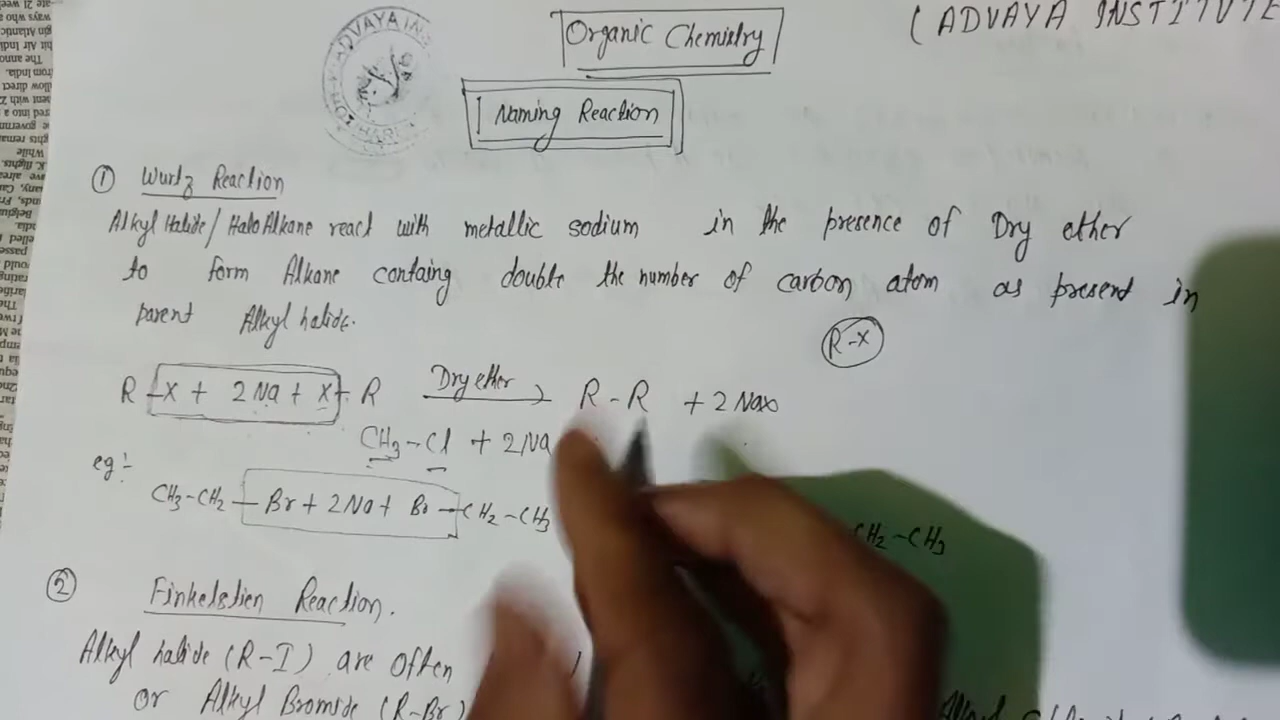 (ADVAYA INSTITUTE
Organic Chemistry
Naming Reaction
① Wurtz Reaction
Alkyl Halide/HaloAlkane react with metallic sodium in the presence of Dry ether
to form Alkane containg double the number of carbon atom as present in
parent Alkyl halide.
R-X
R-X + 2Na + X-R Dry ether → R-R + 2Nax
CH3-Cl + 2Na
eg:-
CH3-CH2-Br + 2Na + Br-CH2-CH3
CH2-CH3
② Finkelstien Reaction.
Alkyl halide (R-I) are often
or Alkyl Bromide (R-Br)